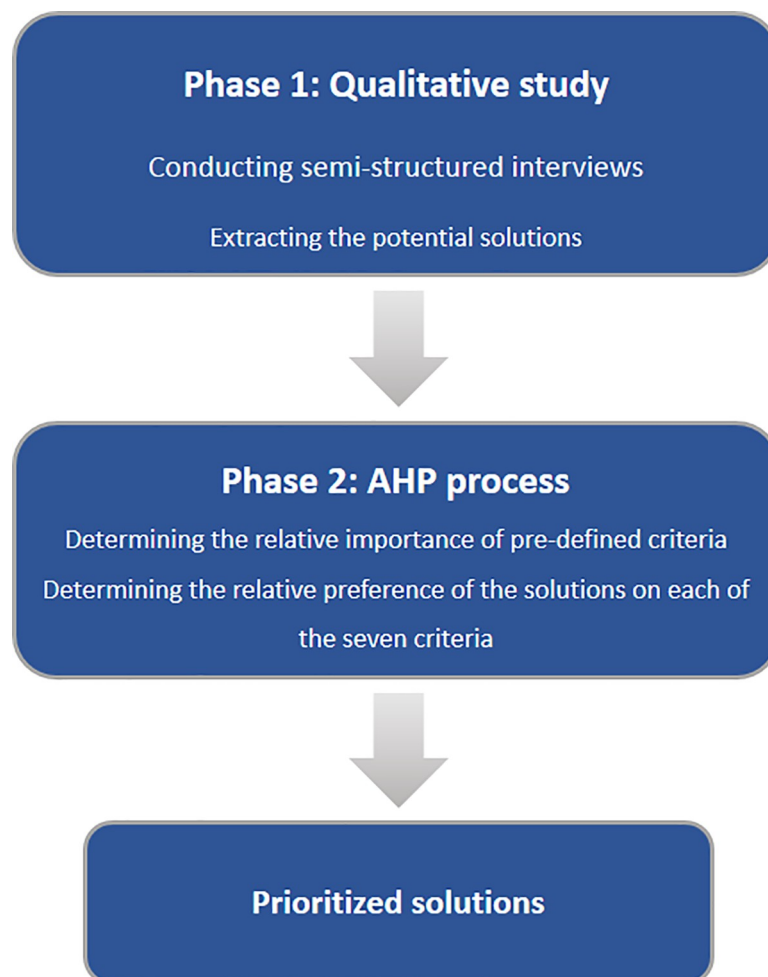 Phase 1: Qualitative study
Conducting semi-structured interviews
Extracting the potential solutions
Phase 2: AHP process
Determining the relative importance of pre-defined criteria
Determining the relative preference of the solutions on each of
the seven criteria
Prioritized solutions